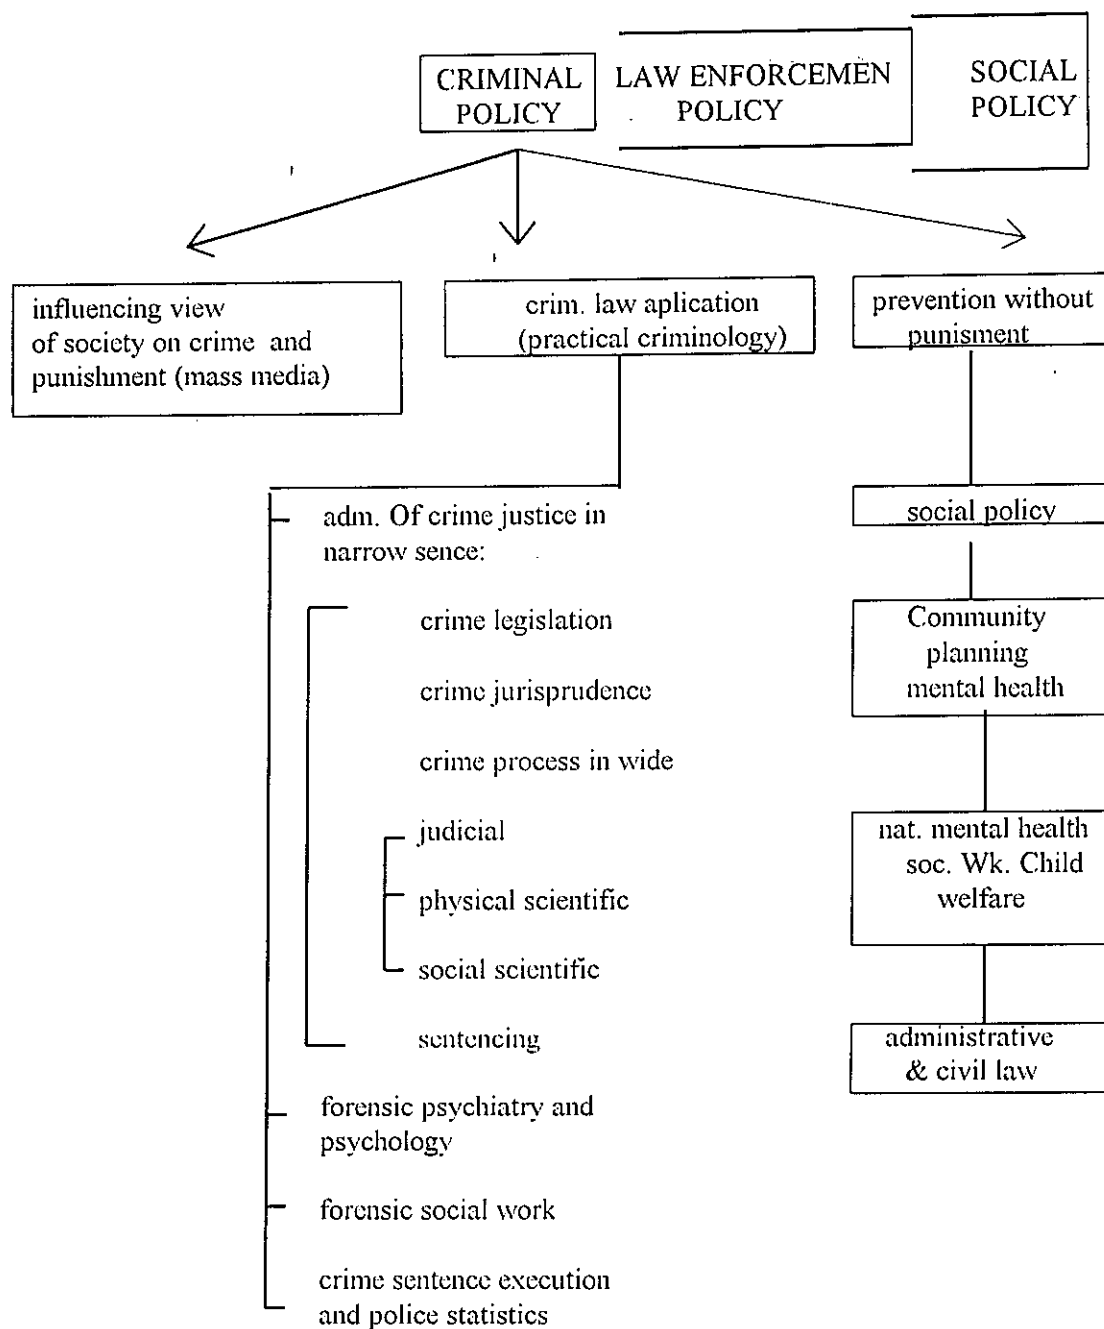 CRIMINAL
POLICY
LAW ENFORCEMEN
POLICY
SOCIAL
POLICY
influencing view
of society on crime and
punishment (mass media)
crim. law aplication
(practical criminology)
prevention without
punisment
adm. Of crime justice in
narrow sence:
crime legislation
crime jurisprudence
crime process in wide
judicial
physical scientific
social scientific
sentencing
forensic psychiatry and
psychology
forensic social work
crime sentence execution
and police statistics
social policy
Community
planning
mental health
nat. mental health
soc. Wk. Child
welfare
administrative
& civil law